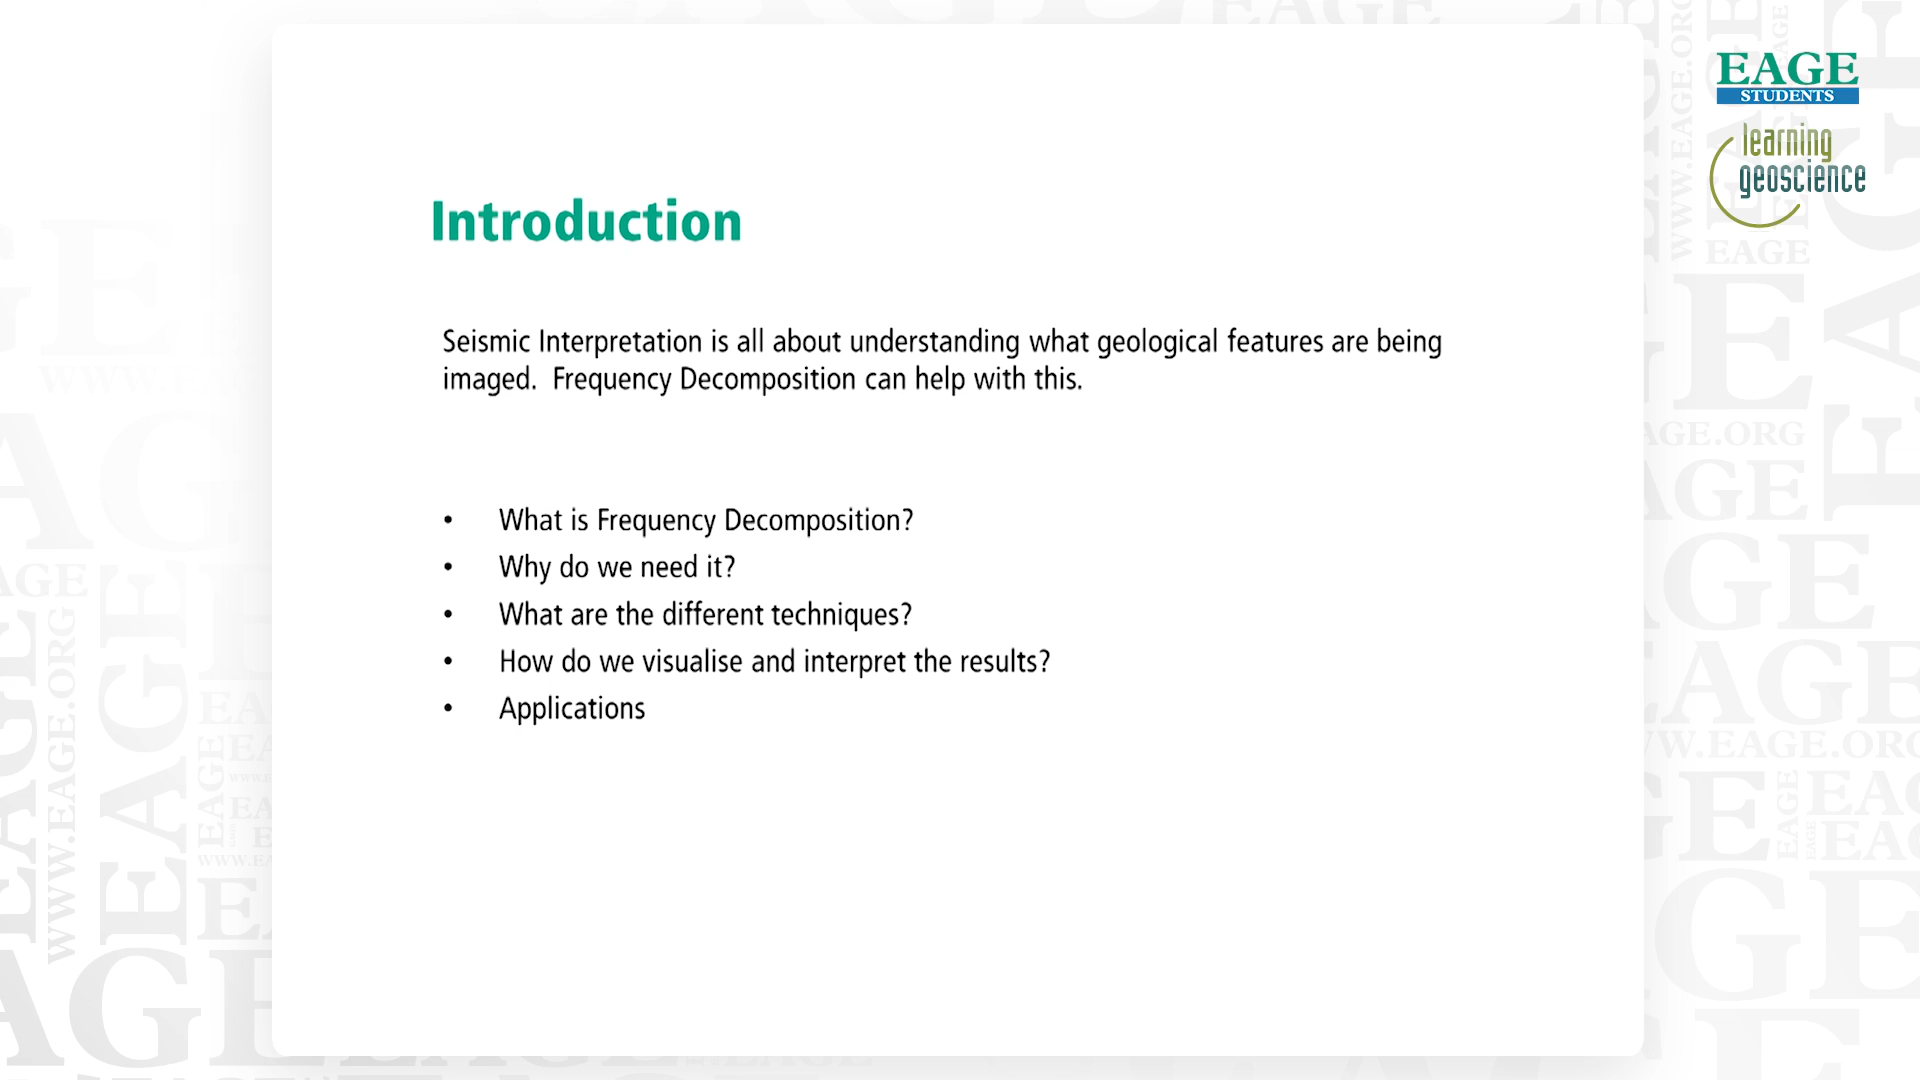 EAGE
STUDENTS
learning
geoscience
Introduction
Seismic Interpretation is all about understanding what geological features are being
imaged. Frequency Decomposition can help with this.
• What is Frequency Decomposition?
• Why do we need it?
• What are the different techniques?
• How do we visualise and interpret the results?
• Applications